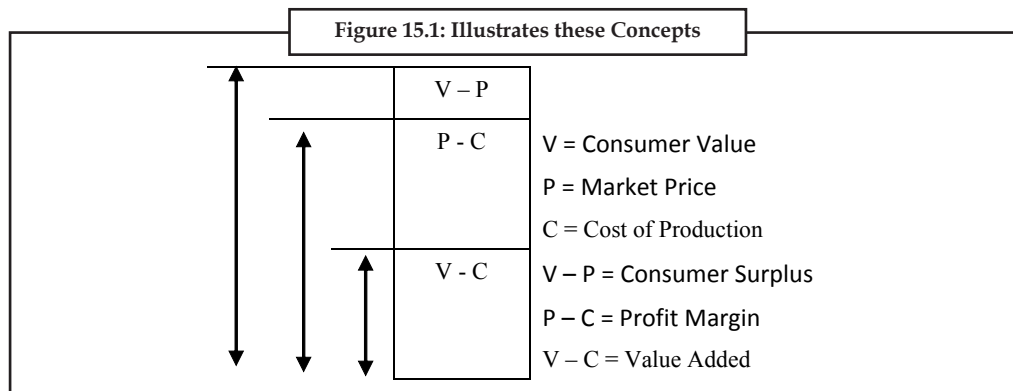 Figure 15.1: Illustrates these Concepts
V – P
P - C
V = Consumer Value
P = Market Price
C = Cost of Production
V - C
V – P = Consumer Surplus
P – C = Profit Margin
V – C = Value Added